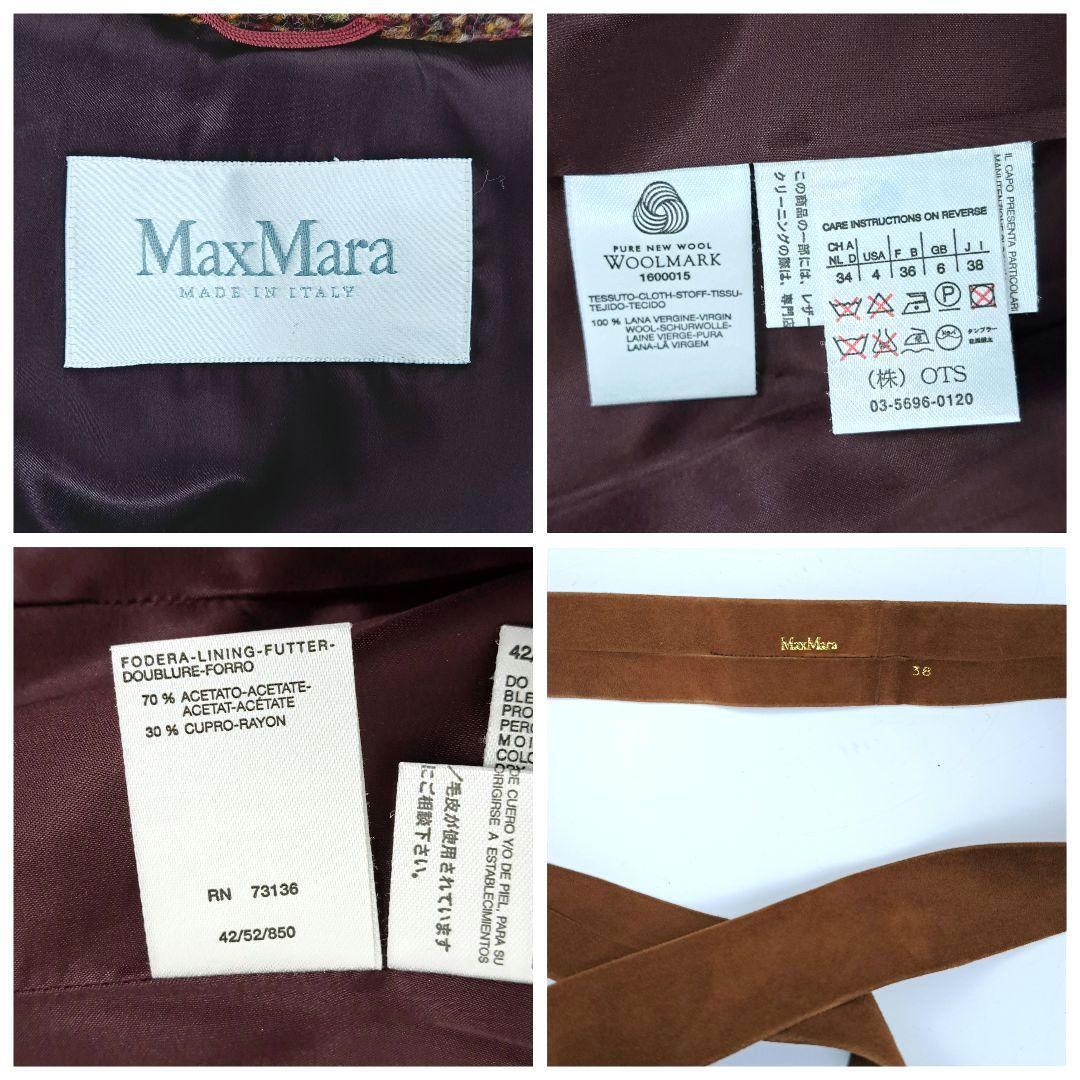 MaxMara
MADE IN ITALY
PURE NEW WOOL
WOOLMARK
1600015
TESSUTO-CLOTH-STOFF-TISSU-
TEJIDO-TECIDO
100 % LANA VERGINE-VIRGIN
WOOL-SCHURWOLLE-
LAINE VIERGE-PURA
LANA-LÂ VIRGEM
この商品の一部には、レザー
クリーニングの際は、専門店
IL CAPO PRESENTA PARTICOLARI
CARE INSTRUCTIONS ON REVERSE
CH A USA F B GB J I
NL D
34 4 36 6 38
P
タンブラー
(株) OTS
03-5696-0120
FODERA-LINING-FUTTER-
DOUBLURE-FORRO
70 % ACETATO-ACETATE-
ACETAT-ACÉTATE
30 % CUPRO-RAYON
RN 73136
42/52/850
42
DO
BLE
PRO
PER
MOI
COLO
DE CUERO Y/O DE PIEL, PARA SU
DIRIGIRSE A ESTABLECIMIENTOS
/毛皮が使用されています
にご相談下さい。
MaxMara
38